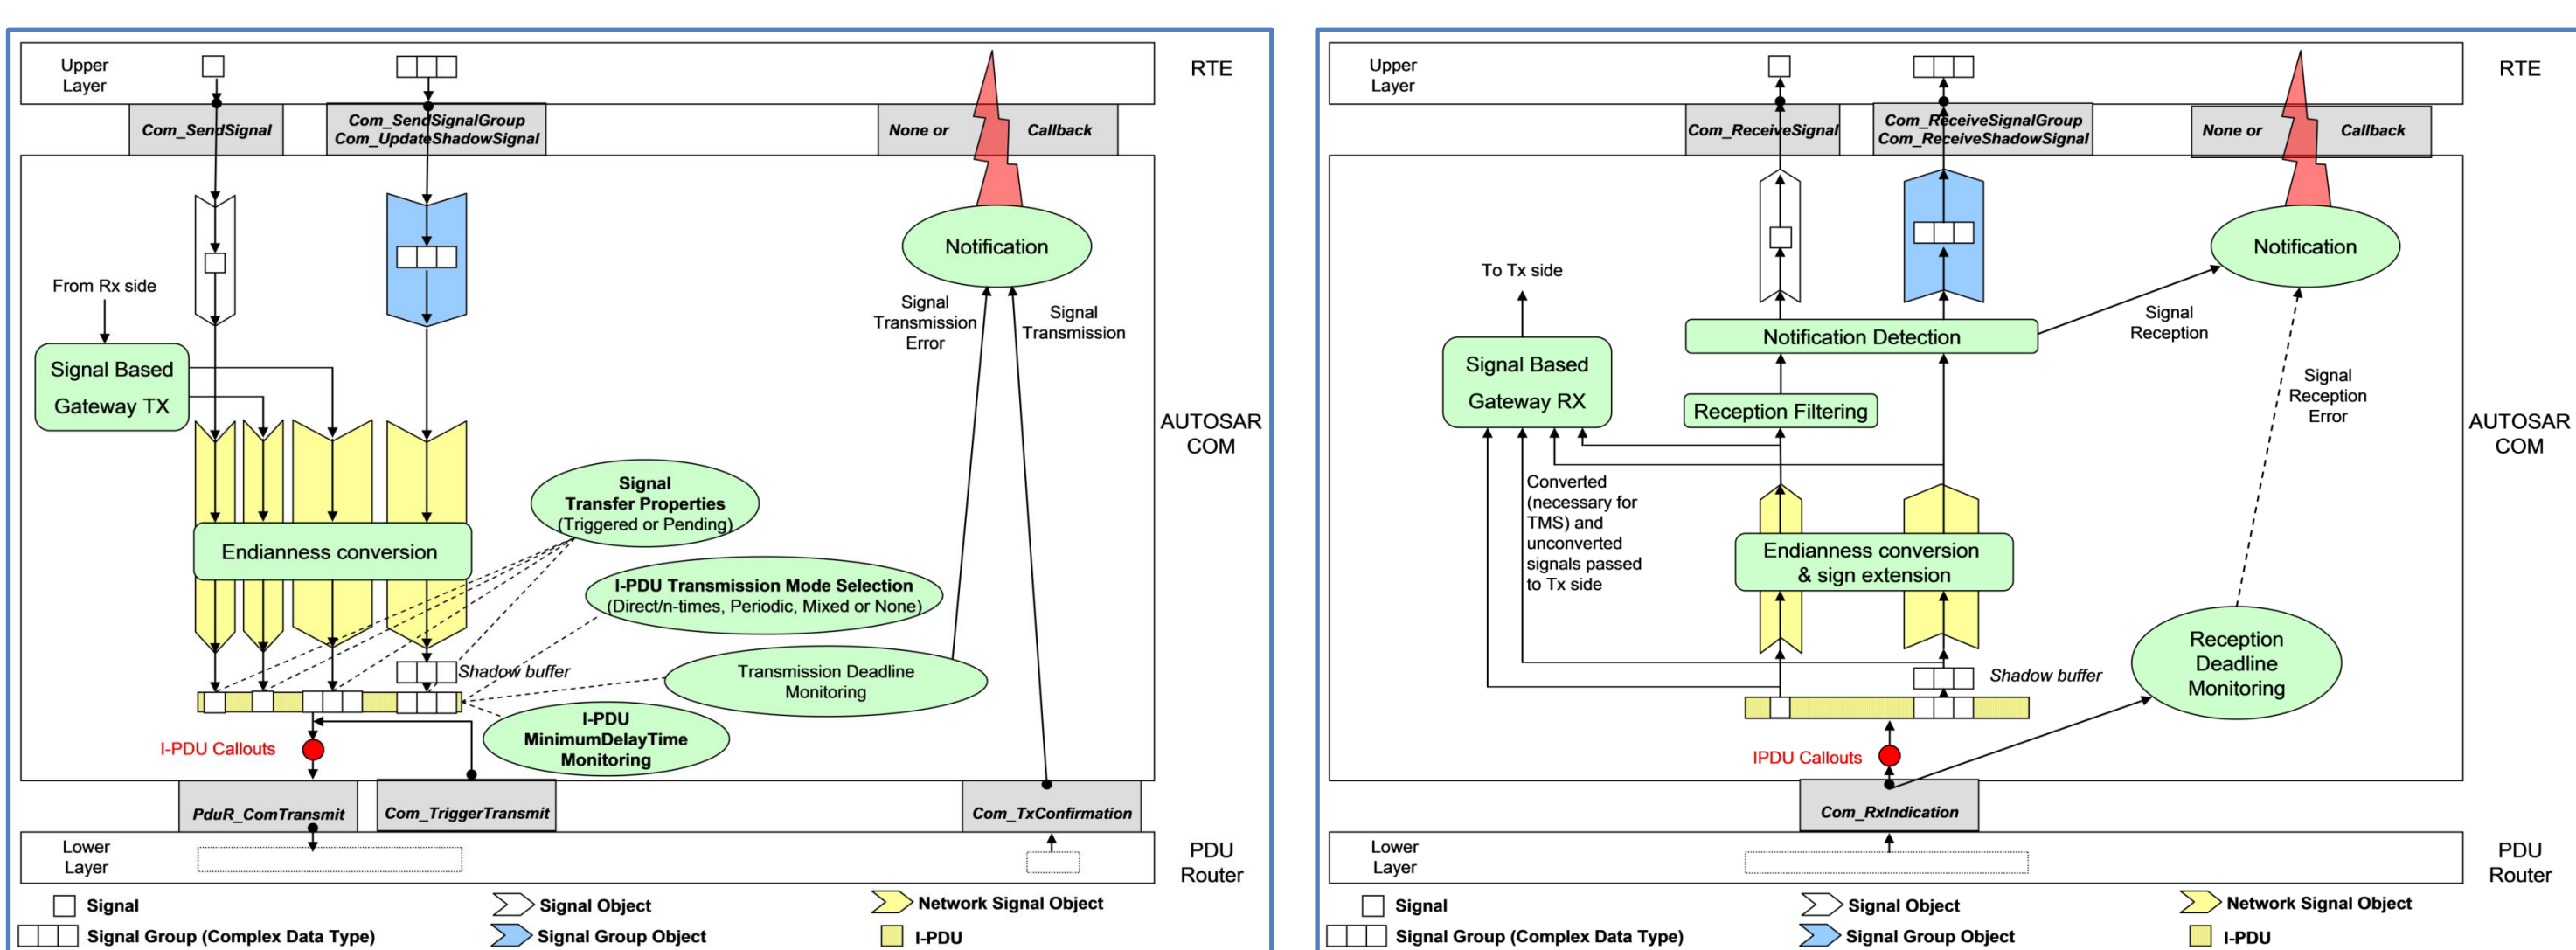 Upper
Layer
RTE
Com_SendSignal
Com_SendSignalGroup
Com_UpdateShadowSignal
None or
Callback
Notification
From Rx side
Signal
Transmission
Error
Signal
Transmission
Signal Based
Gateway TX
AUTOSAR
COM
Signal
Transfer Properties
(Triggered or Pending)
Endianness conversion
I-PDU Transmission Mode Selection
(Direct/n-times, Periodic, Mixed or None)
Shadow buffer
Transmission Deadline
Monitoring
I-PDU
MinimumDelayTime
Monitoring
I-PDU Callouts
PduR_ComTransmit
Com_TriggerTransmit
Com_TxConfirmation
Lower
Layer
PDU
Router
Signal
Signal Object
Network Signal Object
Signal Group (Complex Data Type)
Signal Group Object
I-PDU
Upper
Layer
RTE
Com_ReceiveSignal
Com_ReceiveSignalGroup
Com_ReceiveShadowSignal
None or
Callback
Notification
To Tx side
Signal
Reception
Notification Detection
Signal Based
Gateway RX
Reception Filtering
Signal
Reception
Error
AUTOSAR
COM
Converted
(necessary for
TMS) and
unconverted
signals passed
to Tx side
Endianness conversion
& sign extension
Reception
Deadline
Monitoring
Shadow buffer
IPDU Callouts
Com_RxIndication
Lower
Layer
PDU
Router
Signal
Signal Object
Network Signal Object
Signal Group (Complex Data Type)
Signal Group Object
I-PDU